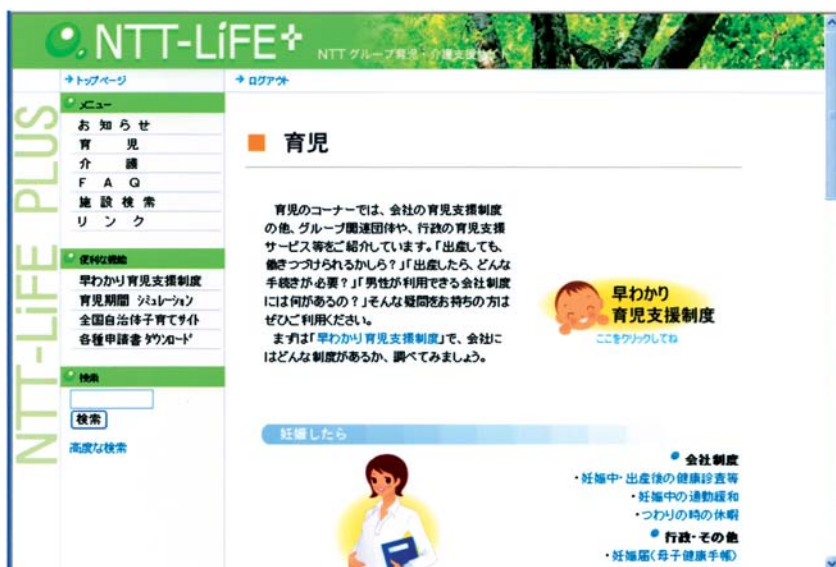 NTT-LiFE+
NTT グループ育児・介護支援
→トップページ
→ログアウト
NTT-LiFE PLUS
メニュー
お知らせ
育 児
介 護
F A Q
施設検索
リンク
便利な機能
早わかり育児支援制度
育児期間 シミュレーション
全国自治体子育てサイト
各種申請書ダウンロード
検索
検索
高度な検索
■ 育児
育児のコーナーでは、会社の育児支援制度
の他、グループ関連団体や、行政の育児支援
サービス等をご紹介しています。「出産しても、
働きつづけられるかしら?」「出産したら、どんな
手続きが必要?」「男性が利用できる会社制度
には何があるの?」そんな疑問をお持ちの方は
ぜひご利用ください。
まずは「早わかり育児支援制度」で、会社に
はどんな制度があるか、調べてみましょう。
早わかり
育児支援制度
ここをクリックしてね
妊娠したら
会社制度
・妊娠中・出産後の健康診査等
・妊娠中の通勤緩和
・つわりの時の休暇
行政・その他
・妊娠届(母子健康手帳)